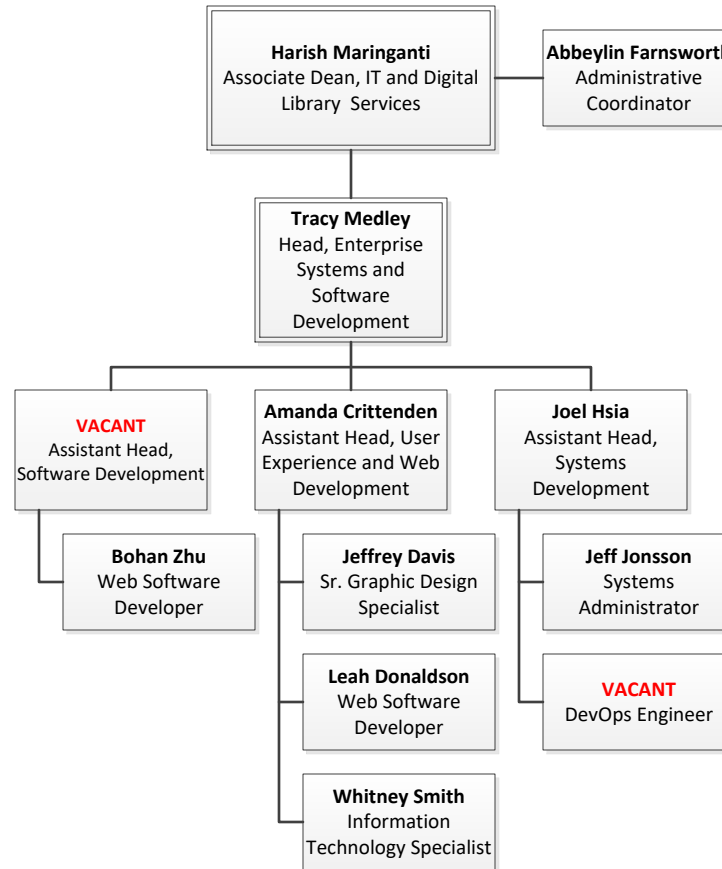 Harish Maringanti
Associate Dean, IT and Digital
Library Services
Abbeylin Farnsworth
Administrative
Coordinator
Tracy Medley
Head, Enterprise
Systems and
Software
Development
VACANT
Assistant Head,
Software Development
Amanda Crittenden
Assistant Head, User
Experience and Web
Development
Joel Hsia
Assistant Head,
Systems
Development
Bohan Zhu
Web Software
Developer
Jeffrey Davis
Sr. Graphic Design
Specialist
Jeff Jonsson
Systems
Administrator
Leah Donaldson
Web Software
Developer
VACANT
DevOps Engineer
Whitney Smith
Information
Technology Specialist